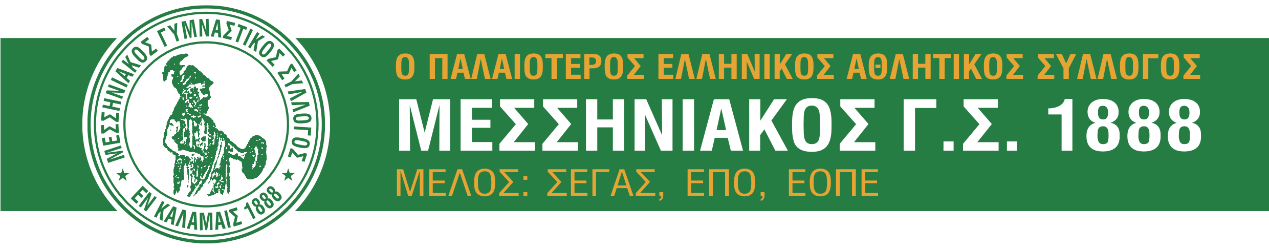 ΜΕΣΣΗΝΙΑΚΟΣ ΓΥΜΝΑΣΤΙΚΟΣ ΣΥΛΛΟΓΟΣ
ΕΝ ΚΑΛΑΜΑΙΣ 1888
Ο ΠΑΛΑΙΟΤΕΡΟΣ ΕΛΛΗΝΙΚΟΣ ΑΘΛΗΤΙΚΟΣ ΣΥΛΛΟΓΟΣ
ΜΕΣΣΗΝΙΑΚΟΣ Γ.Σ. 1888
ΜΕΛΟΣ: ΣΕΓΑΣ, ΕΠΟ, ΕΟΠΕ